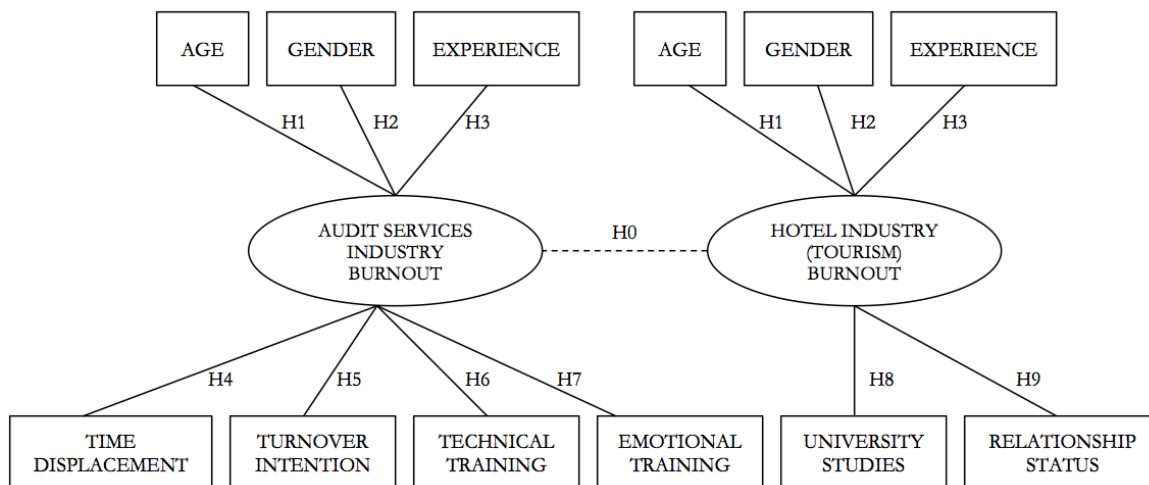 AGE
GENDER
EXPERIENCE
AGE
GENDER
EXPERIENCE
H1
H2
H3
H1
H2
H3
AUDIT SERVICES
INDUSTRY
BURNOUT
H0
HOTEL INDUSTRY
(TOURISM)
BURNOUT
H4
H5
H6
H7
H8
H9
TIME
DISPLACEMENT
TURNOVER
INTENTION
TECHNICAL
TRAINING
EMOTIONAL
TRAINING
UNIVERSITY
STUDIES
RELATIONSHIP
STATUS